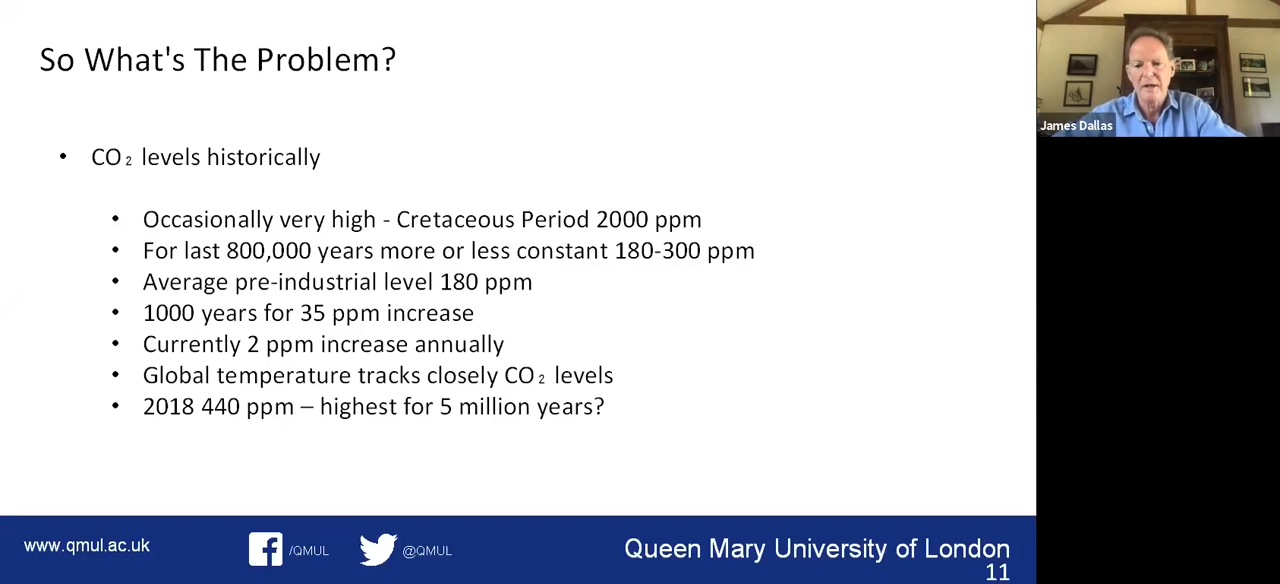 So What's The Problem?
James Dallas
• CO₂ levels historically
• Occasionally very high - Cretaceous Period 2000 ppm
• For last 800,000 years more or less constant 180-300 ppm
• Average pre-industrial level 180 ppm
• 1000 years for 35 ppm increase
• Currently 2 ppm increase annually
• Global temperature tracks closely CO₂ levels
• 2018 440 ppm – highest for 5 million years?
www.qmul.ac.uk
/QMUL
@QMUL
Queen Mary University of London
11